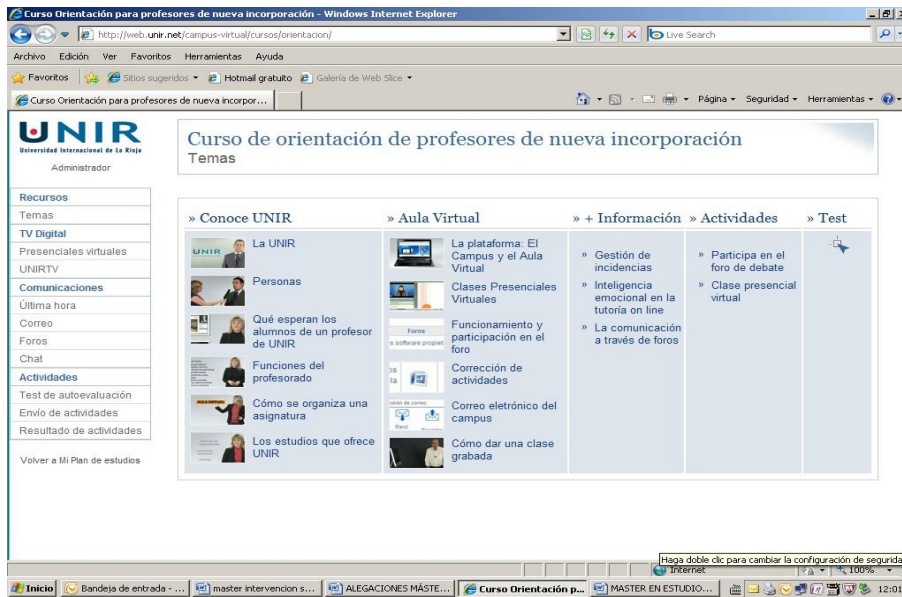 Curso Orientación para profesores de nueva incorporación - Windows Internet Explorer
http://web.unir.net/campus-virtual/cursos/orientacion/
Live Search
Archivo Edición Ver Favoritos Herramientas Ayuda
Favoritos Sitios sugeridos Hotmail gratuito Galería de Web Slice
Curso Orientación para profesores de nueva incorpor...
Página Seguridad Herramientas
UNIR
Universidad Internacional de La Rioja
Administrador
Curso de orientación de profesores de nueva incorporación
Temas
Recursos
Temas
TV Digital
Presenciales virtuales
UNIRTV
Comunicaciones
Última hora
Correo
Foros
Chat
Actividades
Test de autoevaluación
Envío de actividades
Resultado de actividades
Volver a Mi Plan de estudios
» Conoce UNIR
UNIR
La UNIR
Personas
Qué esperan los
alumnos de un profesor
de UNIR
Funciones del
profesorado
Cómo se organiza una
asignatura
Los estudios que ofrece
UNIR
» Aula Virtual
La plataforma: El
Campus y el Aula
Virtual
Clases Presenciales
Virtuales
Foros
s software propiet
Funcionamiento y
participación en el
foro
Corrección de
actividades
Correo eletrónico del
campus
Cómo dar una clase
grabada
» + Información
» Gestión de
incidencias
» Inteligencia
emocional en la
tutoría on line
» La comunicación
a través de foros
» Actividades
» Participa en el
foro de debate
» Clase presencial
virtual
» Test
Haga doble clic para cambiar la configuración de segurida
Internet
100%
Inicio
Bandeja de entrada - ...
master intervencion s...
ALEGACIONES MÁSTE...
Curso Orientación p...
MASTER EN ESTUDIO...
12:01